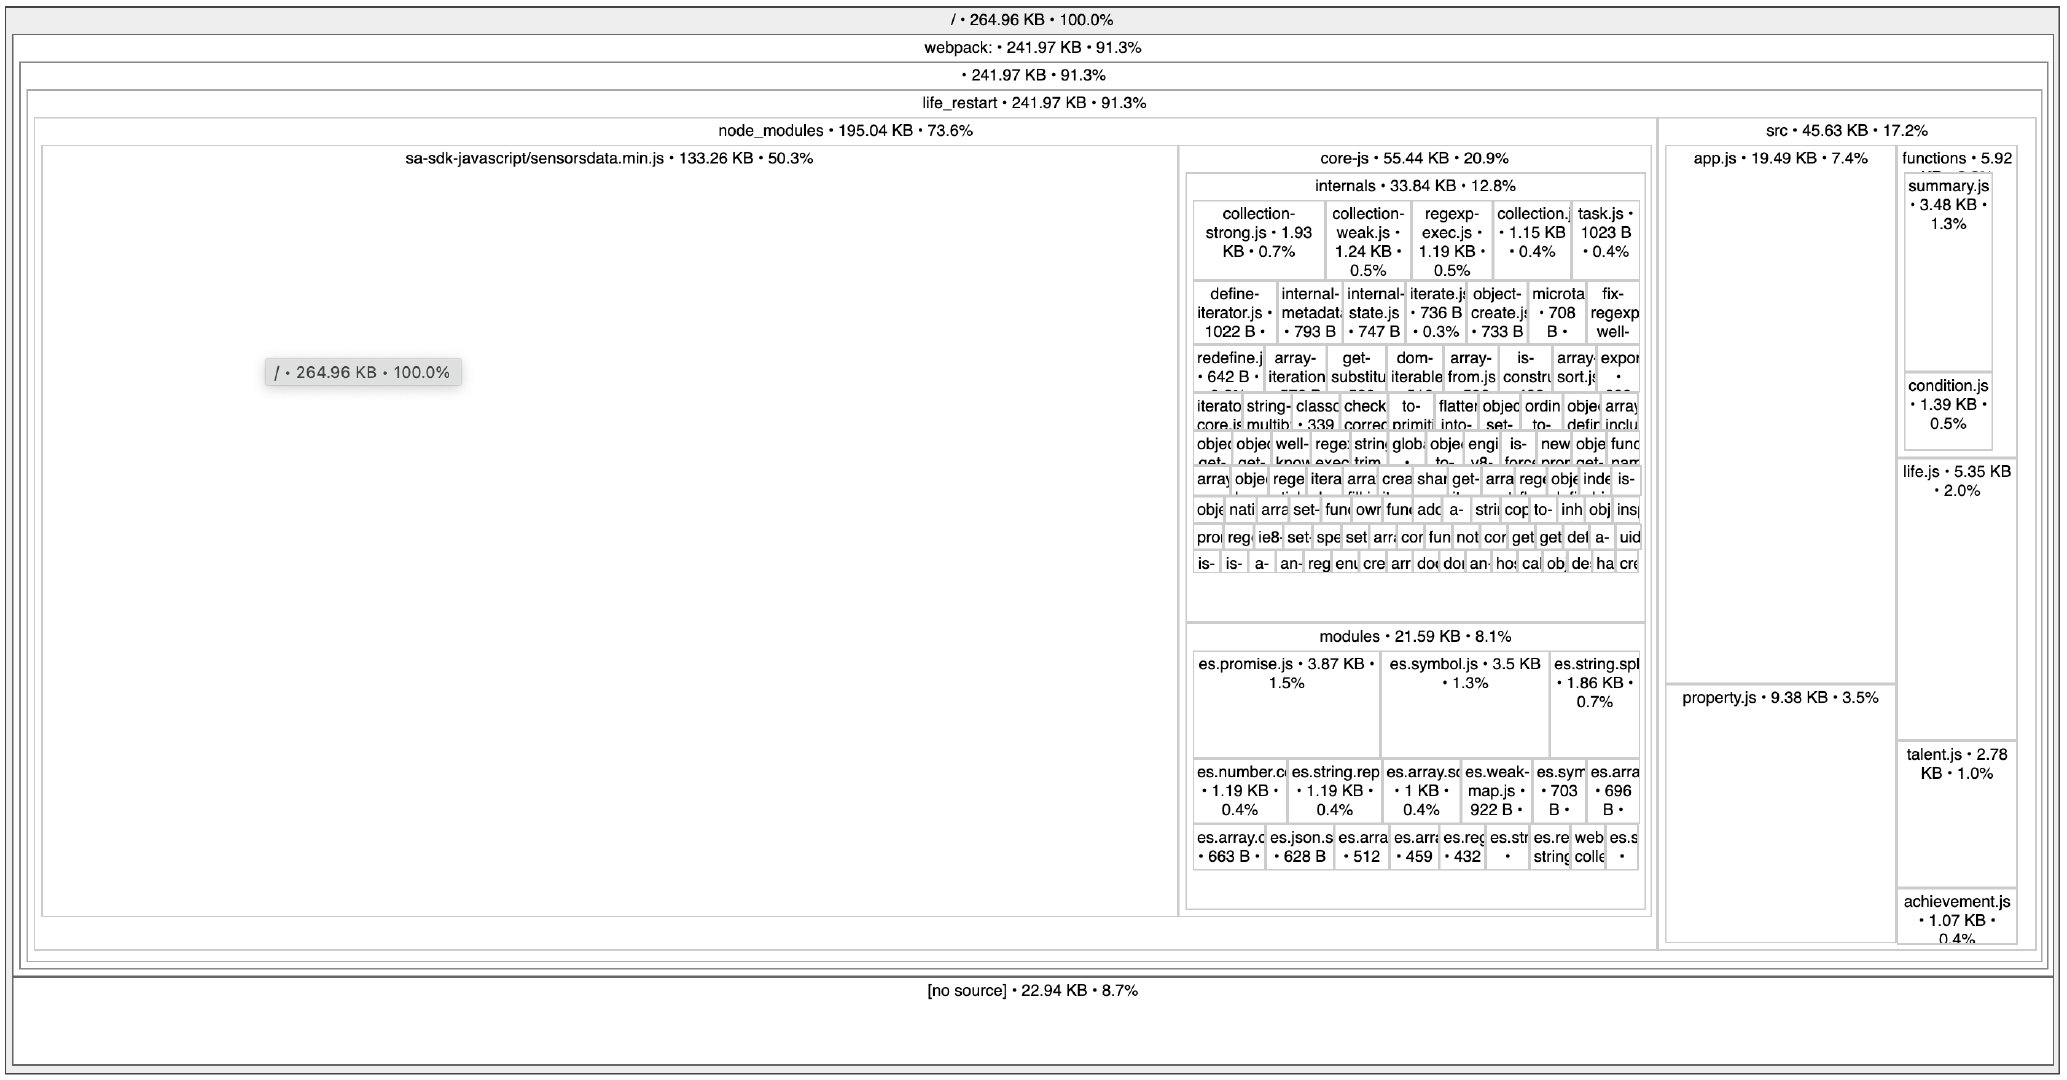 / • 264.96 KB • 100.0%
webpack: • 241.97 KB • 91.3%
• 241.97 KB • 91.3%
life_restart • 241.97 KB • 91.3%
node_modules • 195.04 KB • 73.6%
sa-sdk-javascript/sensorsdata.min.js • 133.26 KB • 50.3%
/ • 264.96 KB • 100.0%
core-js • 55.44 KB • 20.9%
internals • 33.84 KB • 12.8%
collection-
strong.js • 1.93
KB • 0.7%
collection-
weak.js •
1.24 KB •
0.5%
regexp-
exec.js •
1.19 KB •
0.5%
collection.j
• 1.15 KB
• 0.4%
task.js •
1023 B
• 0.4%
define-
iterator.js •
1022 B •
internal-
metadata
• 793 B
internal-
state.js
• 747 B
iterate.js
• 736 B
• 0.3%
object-
create.js
• 733 B
microta
• 708
B •
fix-
regexp
well-
redefine.j
• 642 B •
array-
iteration
get-
substitu
dom-
iterable
array-
from.js
is-
constru
array-
sort.js
expor
•
iterato
core.js
string-
multib
classo
• 339
check
correc
to-
primiti
flatter
into-
objec
set-
ordin
to-
obje
defin
array
inclu
objec
get-
objec
get-
well-
know
rege
exec
string
trim
globa
•
objec
to-
engi
v8-
is-
force
new
prom
obje
get-
func
nam
array obje rege itera arra crea shar get- arra rege obje inde is-
obje nati arra set- fun own fun add a- stri cop to- inh obj insp
pro reg ie8- set- spe set arra cor fun not cor get get def a- uid
is- is- a- an- reg enu cre arr doc dor an- hos cal obj des ha cre
modules • 21.59 KB • 8.1%
es.promise.js • 3.87 KB •
1.5%
es.symbol.js • 3.5 KB
• 1.3%
es.string.spl
• 1.86 KB •
0.7%
es.number.co
• 1.19 KB •
0.4%
es.string.rep
• 1.19 KB •
0.4%
es.array.so
• 1 KB •
0.4%
es.weak-
map.js •
922 B •
es.sym
• 703
B •
es.arra
• 696
B •
es.array.c
• 663 B •
es.json.s
• 628 B
es.arra
• 512
es.arra
• 459
es.reg
• 432
es.str
•
es.re
string
web
colle
es.s
•
src • 45.63 KB • 17.2%
app.js • 19.49 KB • 7.4%
property.js • 9.38 KB • 3.5%
functions • 5.92
summary.js
• 3.48 KB •
1.3%
condition.js
• 1.39 KB •
0.5%
life.js • 5.35 KB
• 2.0%
talent.js • 2.78
KB • 1.0%
achievement.js
• 1.07 KB •
0.4%
[no source] • 22.94 KB • 8.7%